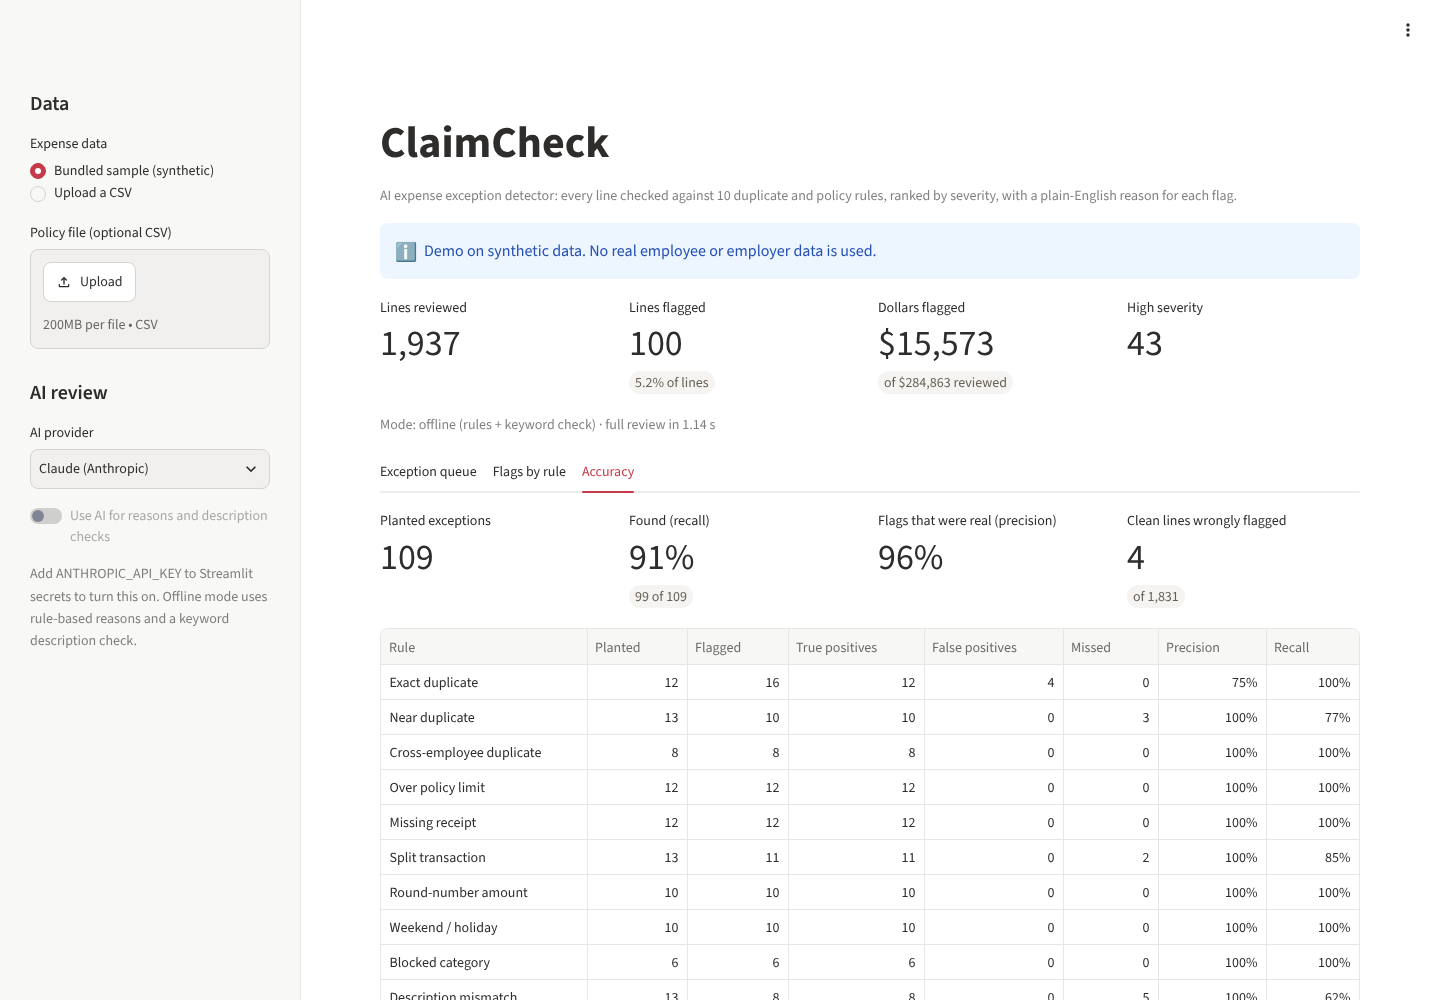 Data
Expense data
Bundled sample (synthetic)
Upload a CSV
Policy file (optional CSV)
Upload
200MB per file • CSV
AI review
AI provider
Claude (Anthropic)
Use AI for reasons and description
checks
Add ANTHROPIC_API_KEY to Streamlit
secrets to turn this on. Offline mode uses
rule-based reasons and a keyword
description check.
ClaimCheck
AI expense exception detector: every line checked against 10 duplicate and policy rules, ranked by severity, with a plain-English reason for each flag.
Demo on synthetic data. No real employee or employer data is used.
Lines reviewed Lines flagged Dollars flagged High severity
1,937 100 $15,573 43
5.2% of lines of $284,863 reviewed
Mode: offline (rules + keyword check) · full review in 1.14 s
Exception queue Flags by rule Accuracy
Planted exceptions Found (recall) Flags that were real (precision) Clean lines wrongly flagged
109 91% 96% 4
99 of 109 of 1,831
Rule Planted Flagged True positives False positives Missed Precision Recall
Exact duplicate 12 16 12 4 0 75% 100%
Near duplicate 13 10 10 0 3 100% 77%
Cross-employee duplicate 8 8 8 0 0 100% 100%
Over policy limit 12 12 12 0 0 100% 100%
Missing receipt 12 12 12 0 0 100% 100%
Split transaction 13 11 11 0 2 100% 85%
Round-number amount 10 10 10 0 0 100% 100%
Weekend / holiday 10 10 10 0 0 100% 100%
Blocked category 6 6 6 0 0 100% 100%
Description mismatch 13 8 8 0 5 100% 62%